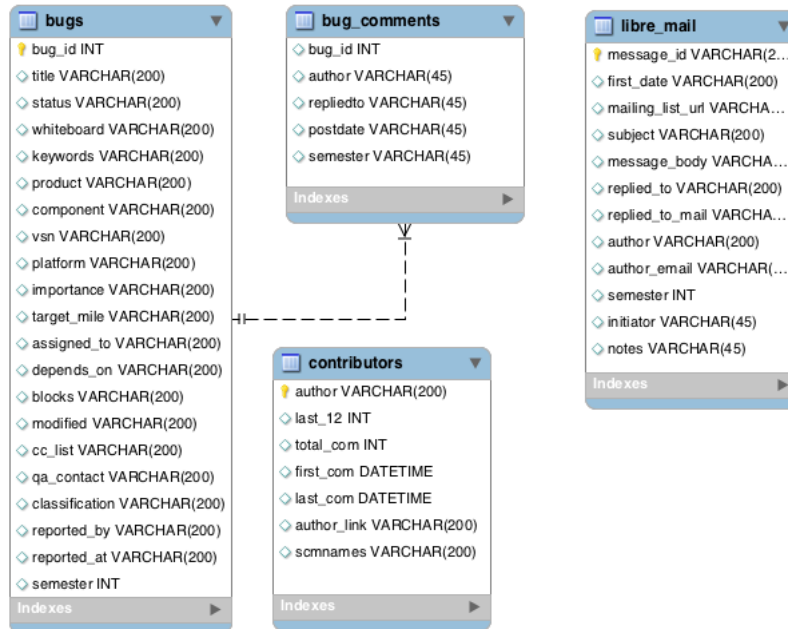 bugs
bug_id INT
title VARCHAR(200)
status VARCHAR(200)
whiteboard VARCHAR(200)
keywords VARCHAR(200)
product VARCHAR(200)
component VARCHAR(200)
vsn VARCHAR(200)
platform VARCHAR(200)
importance VARCHAR(200)
target_mile VARCHAR(200)
assigned_to VARCHAR(200)
depends_on VARCHAR(200)
blocks VARCHAR(200)
modified VARCHAR(200)
cc_list VARCHAR(200)
qa_contact VARCHAR(200)
classification VARCHAR(200)
reported_by VARCHAR(200)
reported_at VARCHAR(200)
semester INT
Indexes
bug_comments
bug_id INT
author VARCHAR(45)
repliedto VARCHAR(45)
postdate VARCHAR(45)
semester VARCHAR(45)
Indexes
contributors
author VARCHAR(200)
last_12 INT
total_com INT
first_com DATETIME
last_com DATETIME
author_link VARCHAR(200)
scmnames VARCHAR(200)
Indexes
libre_mail
message_id VARCHAR(2...
first_date VARCHAR(200)
mailing_list_url VARCHA...
subject VARCHAR(200)
message_body VARCHA...
replied_to VARCHAR(200)
replied_to_mail VARCHA...
author VARCHAR(200)
author_email VARCHAR(...
semester INT
initiator VARCHAR(45)
notes VARCHAR(45)
Indexes